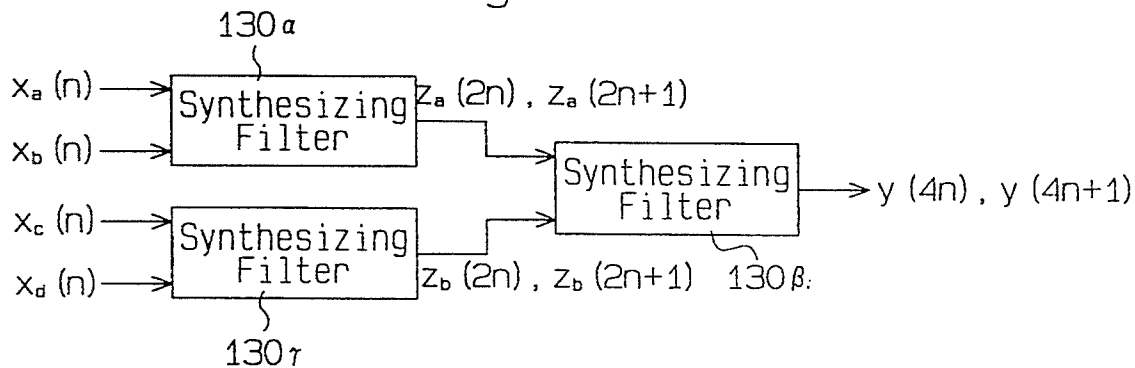 130α
xa (n)
xb (n)
Synthesizing
Filter
za (2n) , za (2n+1)
Synthesizing
Filter
y (4n) , y (4n+1)
xc (n)
xd (n)
Synthesizing
Filter
zb (2n) , zb (2n+1)
130β
130γ